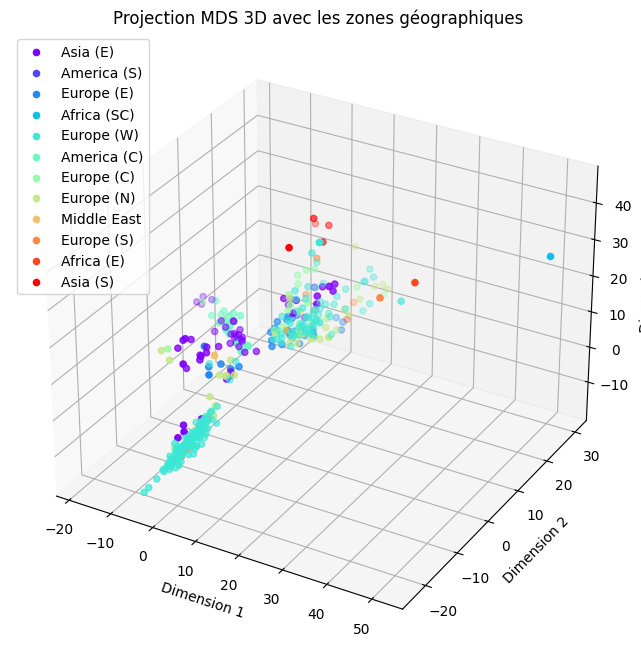 Projection MDS 3D avec les zones géographiques
Asia (E)
America (S)
Europe (E)
Africa (SC)
Europe (W)
America (C)
Europe (C)
Europe (N)
Middle East
Europe (S)
Africa (E)
Asia (S)
40
30
20
10
0
−10
30
20
10
0
−10
−20
Dimension 2
−20
−10
0
10
20
30
40
50
Dimension 1